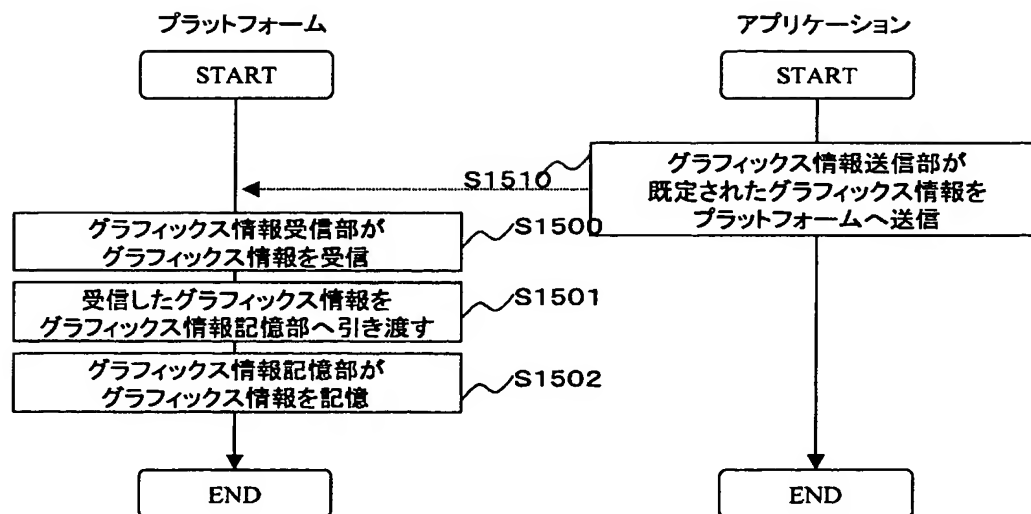 プラットフォーム
START
グラフィックス情報受信部が
グラフィックス情報を受信
S1500
受信したグラフィックス情報を
グラフィックス情報記憶部へ引き渡す
S1501
グラフィックス情報記憶部が
グラフィックス情報を記憶
S1502
END
アプリケーション
START
S1510
グラフィックス情報送信部が
既定されたグラフィックス情報を
プラットフォームへ送信
END